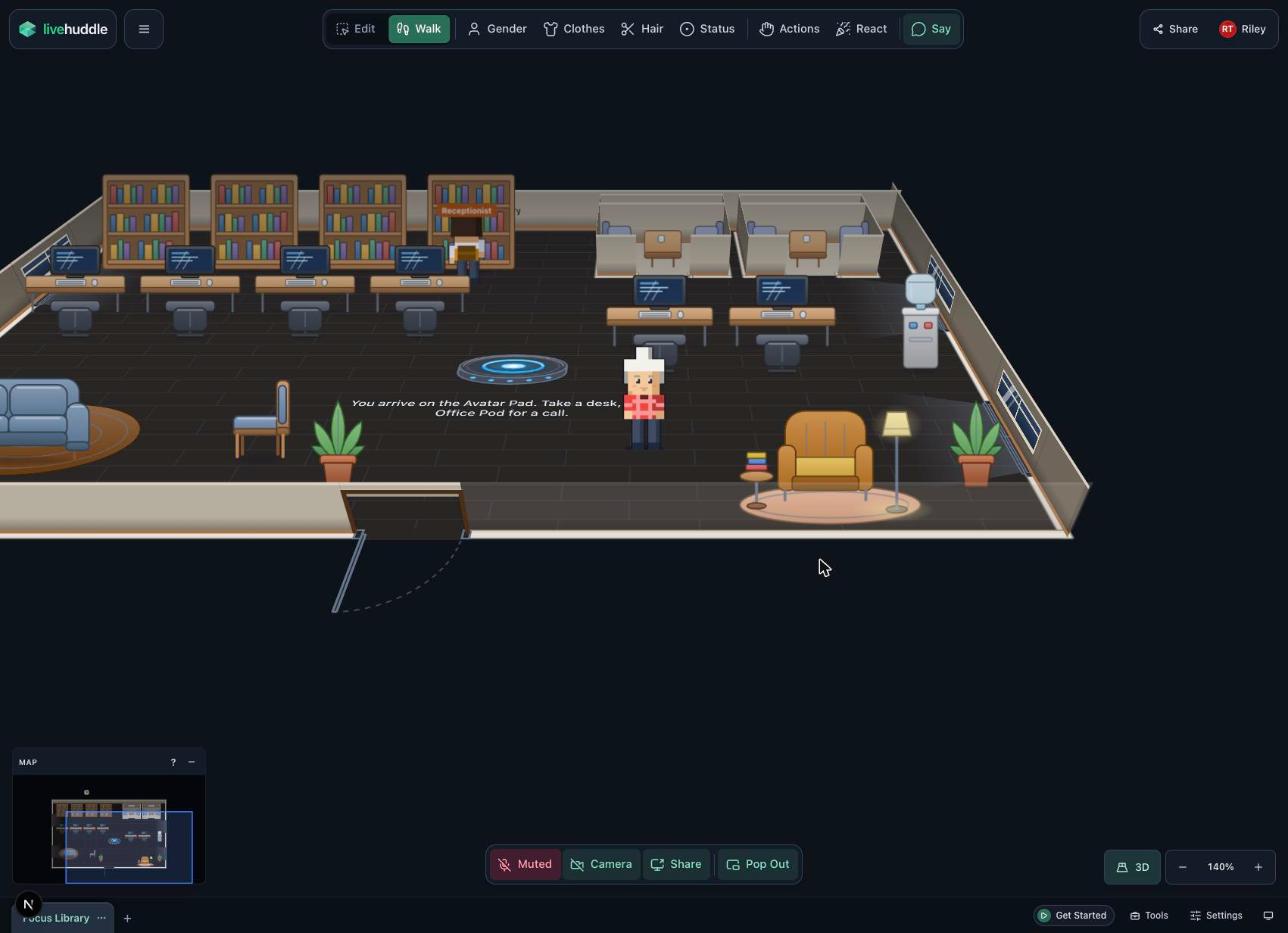 livehuddle
Edit
Walk
Gender
Clothes
Hair
Status
Actions
React
Say
Share
RT
Riley
Receptionist
You arrive on the Avatar Pad. Take a desk,
Office Pod for a call.
MAP
?
Muted
Camera
Share
Pop Out
3D
140%
N
Focus Library
Get Started
Tools
Settings